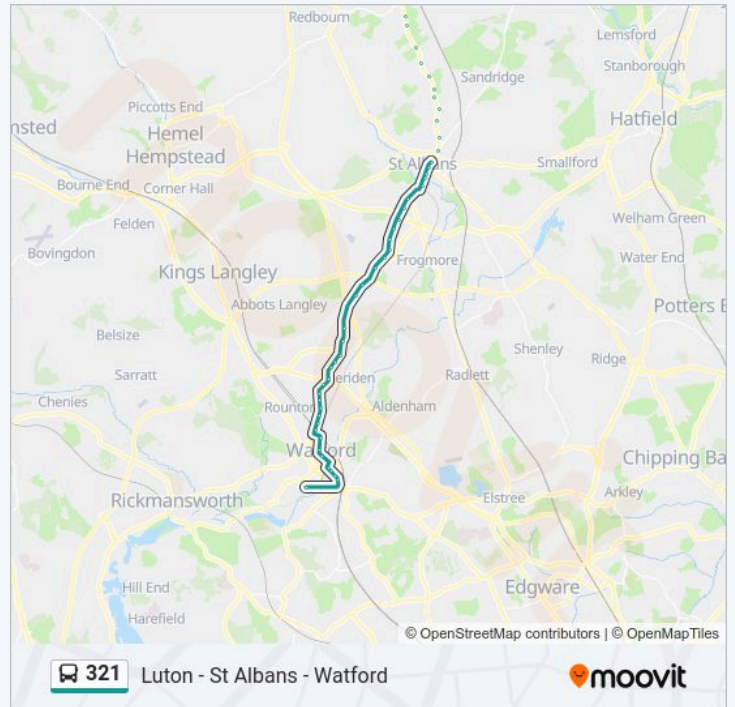 Redbourn
Lemsford
Stanborough
Sandridge
Piccotts End
nsted
Hemel
Hempstead
Hatfield
St Albans
Smallford
Bourne End
Corner Hall
Felden
Welham Green
Bovingdon
Frogmore
Water End
Kings Langley
Abbots Langley
Potters B
Belsize
Shenley
Ridge
Sarratt
eriden
Radlett
Chenies
Rounton
Aldenham
Watford
Chipping Ba
Rickmansworth
Elstree
Arkley
Hill End
Edgware
Harefield
© OpenStreetMap contributors | © OpenMapTiles
321 Luton - St Albans - Watford
moovit